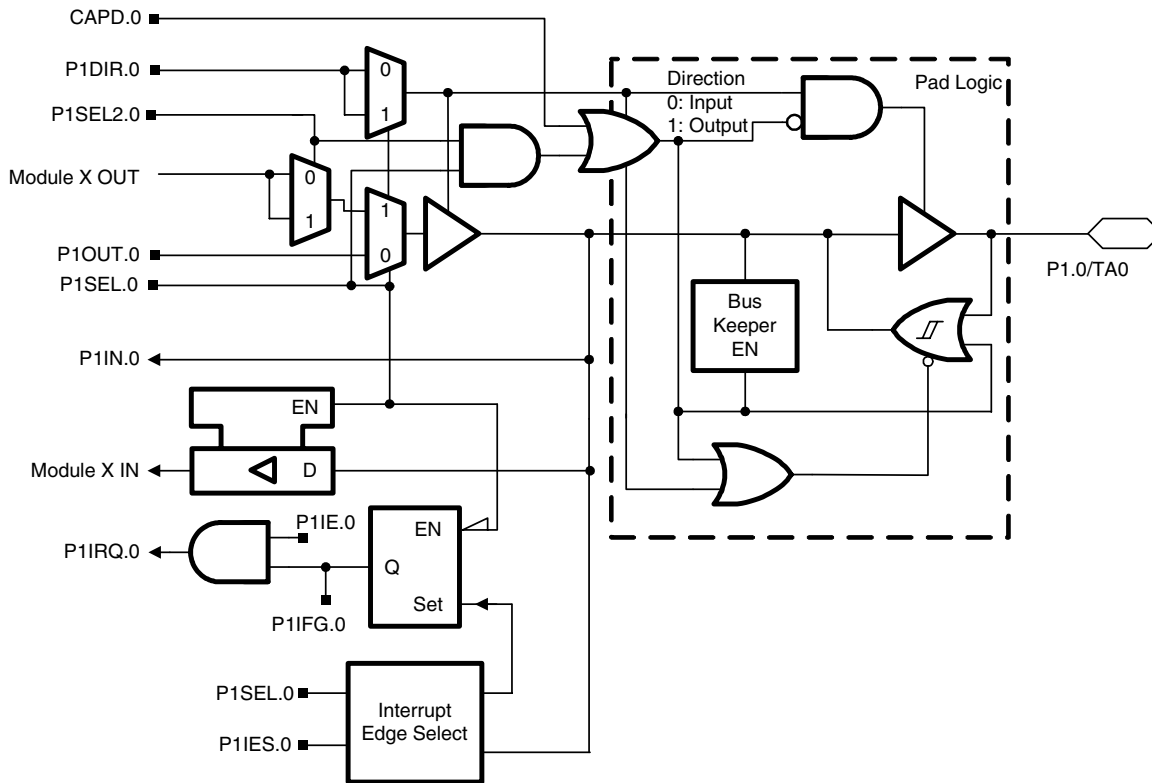 CAPD.0
P1DIR.0
0
1
Direction
0: Input
1: Output
Pad Logic
P1SEL2.0
Module X OUT
0
1
1
0
P1OUT.0
P1SEL.0
P1.0/TA0
Bus
Keeper
EN
P1IN.0
EN
Module X IN
D
P1IE.0
P1IRQ.0
EN
Q
Set
P1IFG.0
P1SEL.0
P1IES.0
Interrupt
Edge Select